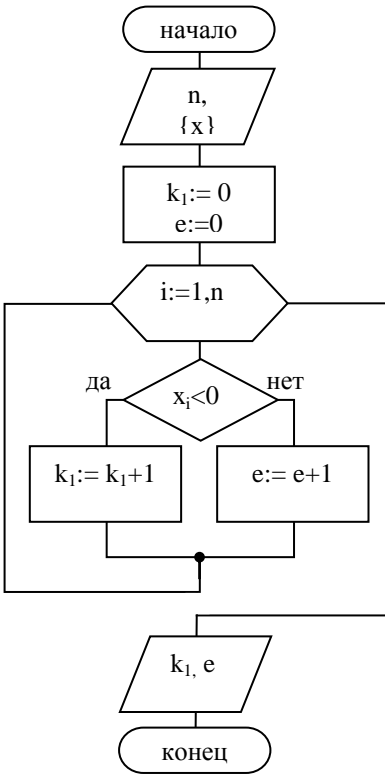 начало
n,
{x}
k₁:= 0
e:=0
i:=1,n
да
xᵢ<0
нет
k₁:= k₁+1
e:= e+1
k₁, e
конец